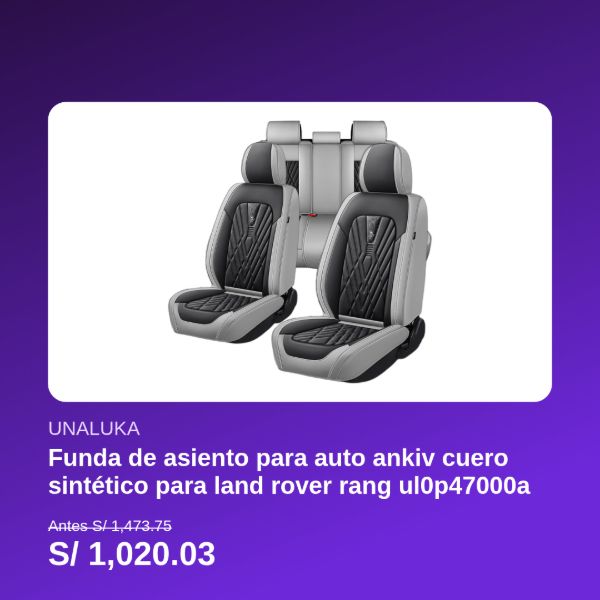 UNALUKA
Funda de asiento para auto ankiv cuero
sintético para land rover rang ul0p47000a
Antes S/ 1,473.75
S/ 1,020.03